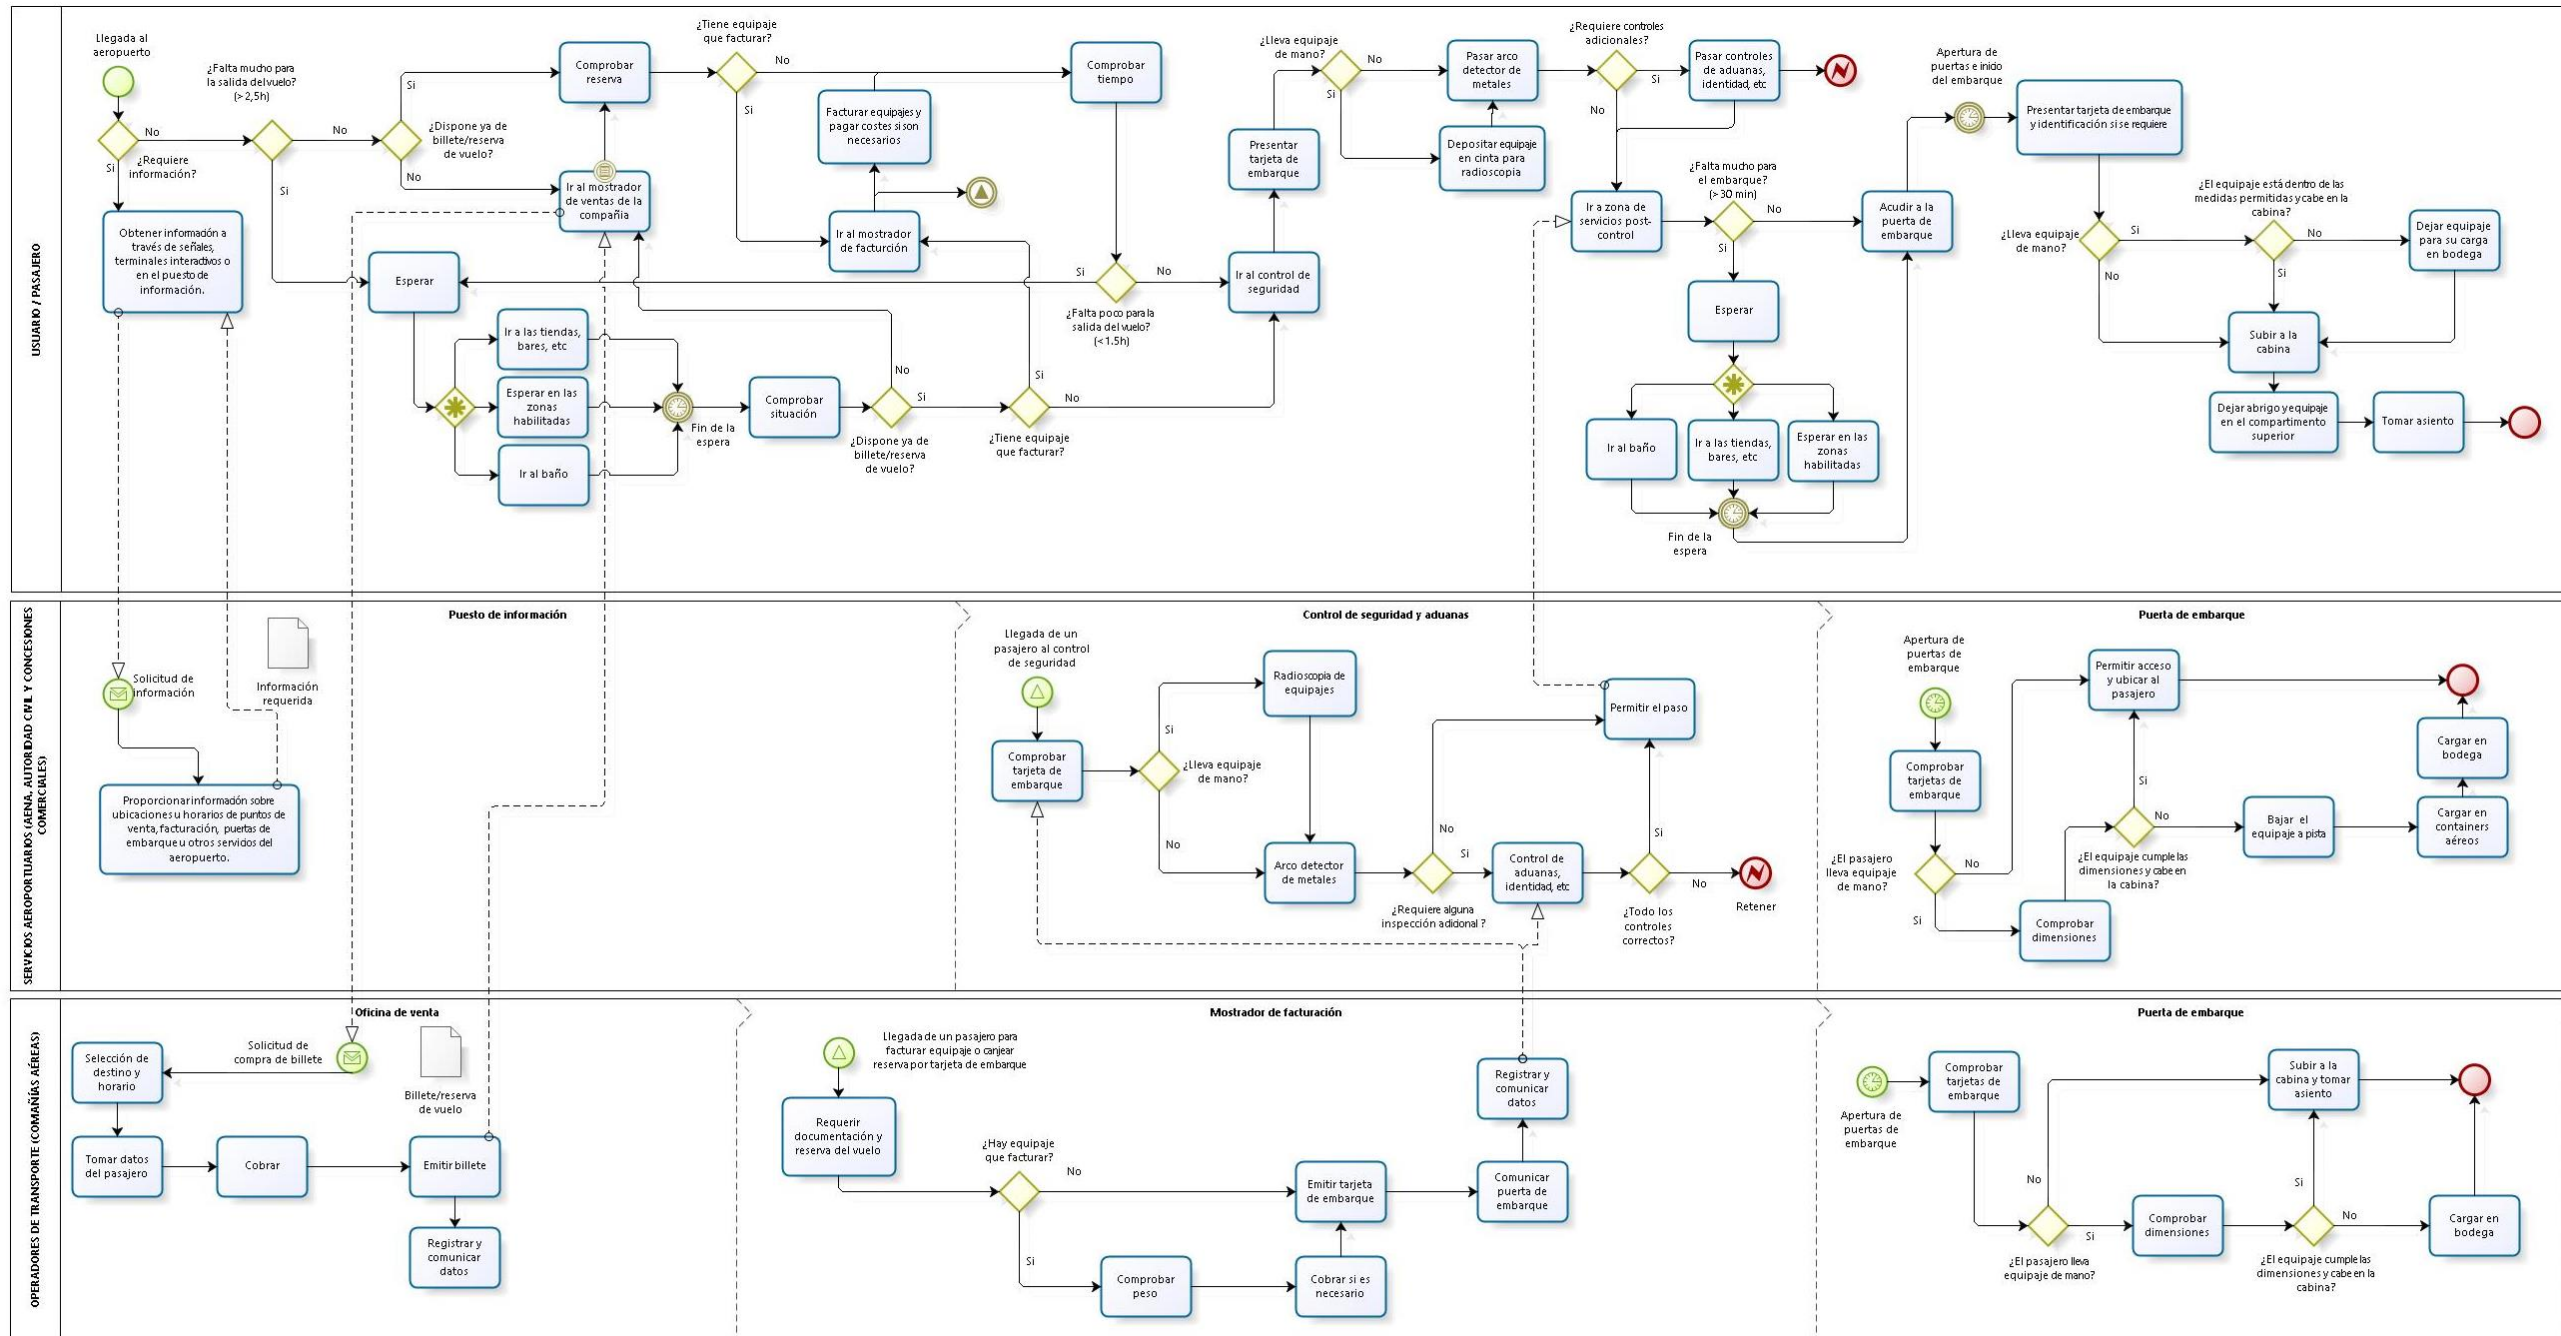 USUARIO / PASAJERO
Llegada al
aeropuerto
¿Requiere
información?
No
Si
Obtener información a
través de señales,
terminales interactivos o
en el puesto de
información.
¿Falta mucho para
la salida del vuelo?
(>2,5h)
No
Si
¿Dispone ya de
billete/reserva
de vuelo?
Si
No
Comprobar
reserva
Ir al mostrador
de ventas de la
compañia
¿Tiene equipaje
que facturar?
No
Si
Facturar equipajes y
pagar costes si son
necesarios
Ir al mostrador
de facturción
Comprobar
tiempo
Esperar
Si
No
¿Falta poco para la
salida del vuelo?
(<1.5h)
Ir a las tiendas,
bares, etc
Esperar en las
zonas
habilitadas
Ir al baño
Fin de la
espera
Comprobar
situación
No
Si
¿Dispone ya de
billete/reserva
de vuelo?
Si
No
¿Tiene equipaje
que facturar?
Ir al control de
seguridad
Presentar
tarjeta de
embarque
¿Lleva equipaje
de mano?
No
Si
Pasar arco
detector de
metales
Depositar equipaje
en cinta para
radioscopia
¿Requiere controles
adicionales?
Si
No
Pasar controles
de aduanas,
identidad, etc
Ir a zona de
servicios post-
control
¿Falta mucho para
el embarque?
(>30 min)
No
Si
Esperar
Ir al baño
Ir a las tiendas,
bares, etc
Esperar en las
zonas
habilitadas
Fin de la
espera
Acudir a la
puerta de
embarque
Apertura de
puertas e inicio
del embarque
Presentar tarjeta de embarque
y identificación si se requiere
¿Lleva equipaje
de mano?
Si
No
¿El equipaje está dentro de las
medidas permitidas y cabe en la
cabina?
No
Si
Dejar equipaje
para su carga
en bodega
Subir a la
cabina
Dejar abrigo y equipaje
en el compartimento
superior
Tomar asiento
SERVICIOS AEROPORTUARIOS (AENA, AUTORIDAD CIVIL Y CONCESIONES
COMERCIALES)
Puesto de información
Solicitud de
información
Información
requerida
Proporcionar información sobre
ubicaciones u horarios de puntos de
venta, facturación, puertas de
embarque u otros servicios del
aeropuerto.
Control de seguridad y aduanas
Llegada de un
pasajero al control
de seguridad
Comprobar
tarjeta de
embarque
Si
¿Lleva equipaje
de mano?
No
Radioscopia de
equipajes
Arco detector
de metales
No
Si
¿Requiere alguna
inspección adicional ?
Control de
aduanas,
identidad, etc
Permitir el paso
Si
No
¿Todo los
controles
correctos?
Retener
Puerta de embarque
Apertura de
puertas de
embarque
Comprobar
tarjetas de
embarque
¿El pasajero
lleva equipaje
de mano?
No
Si
Comprobar
dimensiones
Permitir acceso
y ubicar al
pasajero
Si
No
¿El equipaje cumple las
dimensiones y cabe en
la cabina?
Bajar el
equipaje a pista
Cargar en
containers
aéreos
Cargar en
bodega
OPERADORES DE TRANSPORTE (COMAÑÍAS AÉREAS)
Oficina de venta
Solicitud de
compra de billete
Billete/reserva
de vuelo
Selección de
destino y
horario
Tomar datos
del pasajero
Cobrar
Emitir billete
Registrar y
comunicar
datos
Mostrador de facturación
Llegada de un pasajero para
facturar equipaje o canjear
reserva por tarjeta de embarque
Requerir
documentación y
reserva del vuelo
¿Hay equipaje
que facturar?
No
Si
Comprobar
peso
Cobrar si es
necesario
Emitir tarjeta
de embarque
Comunicar
puerta de
embarque
Registrar y
comunicar
datos
Puerta de embarque
Apertura de
puertas de
embarque
Comprobar
tarjetas de
embarque
No
Si
¿El pasajero lleva
equipaje de mano?
Comprobar
dimensiones
Subir a la
cabina y tomar
asiento
Si
No
¿El equipaje cumple las
dimensiones y cabe en la
cabina?
Cargar en
bodega